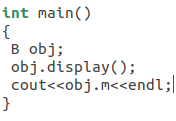 int main()
{
B obj;
obj.display();
cout<<obj.m<<endl;
}